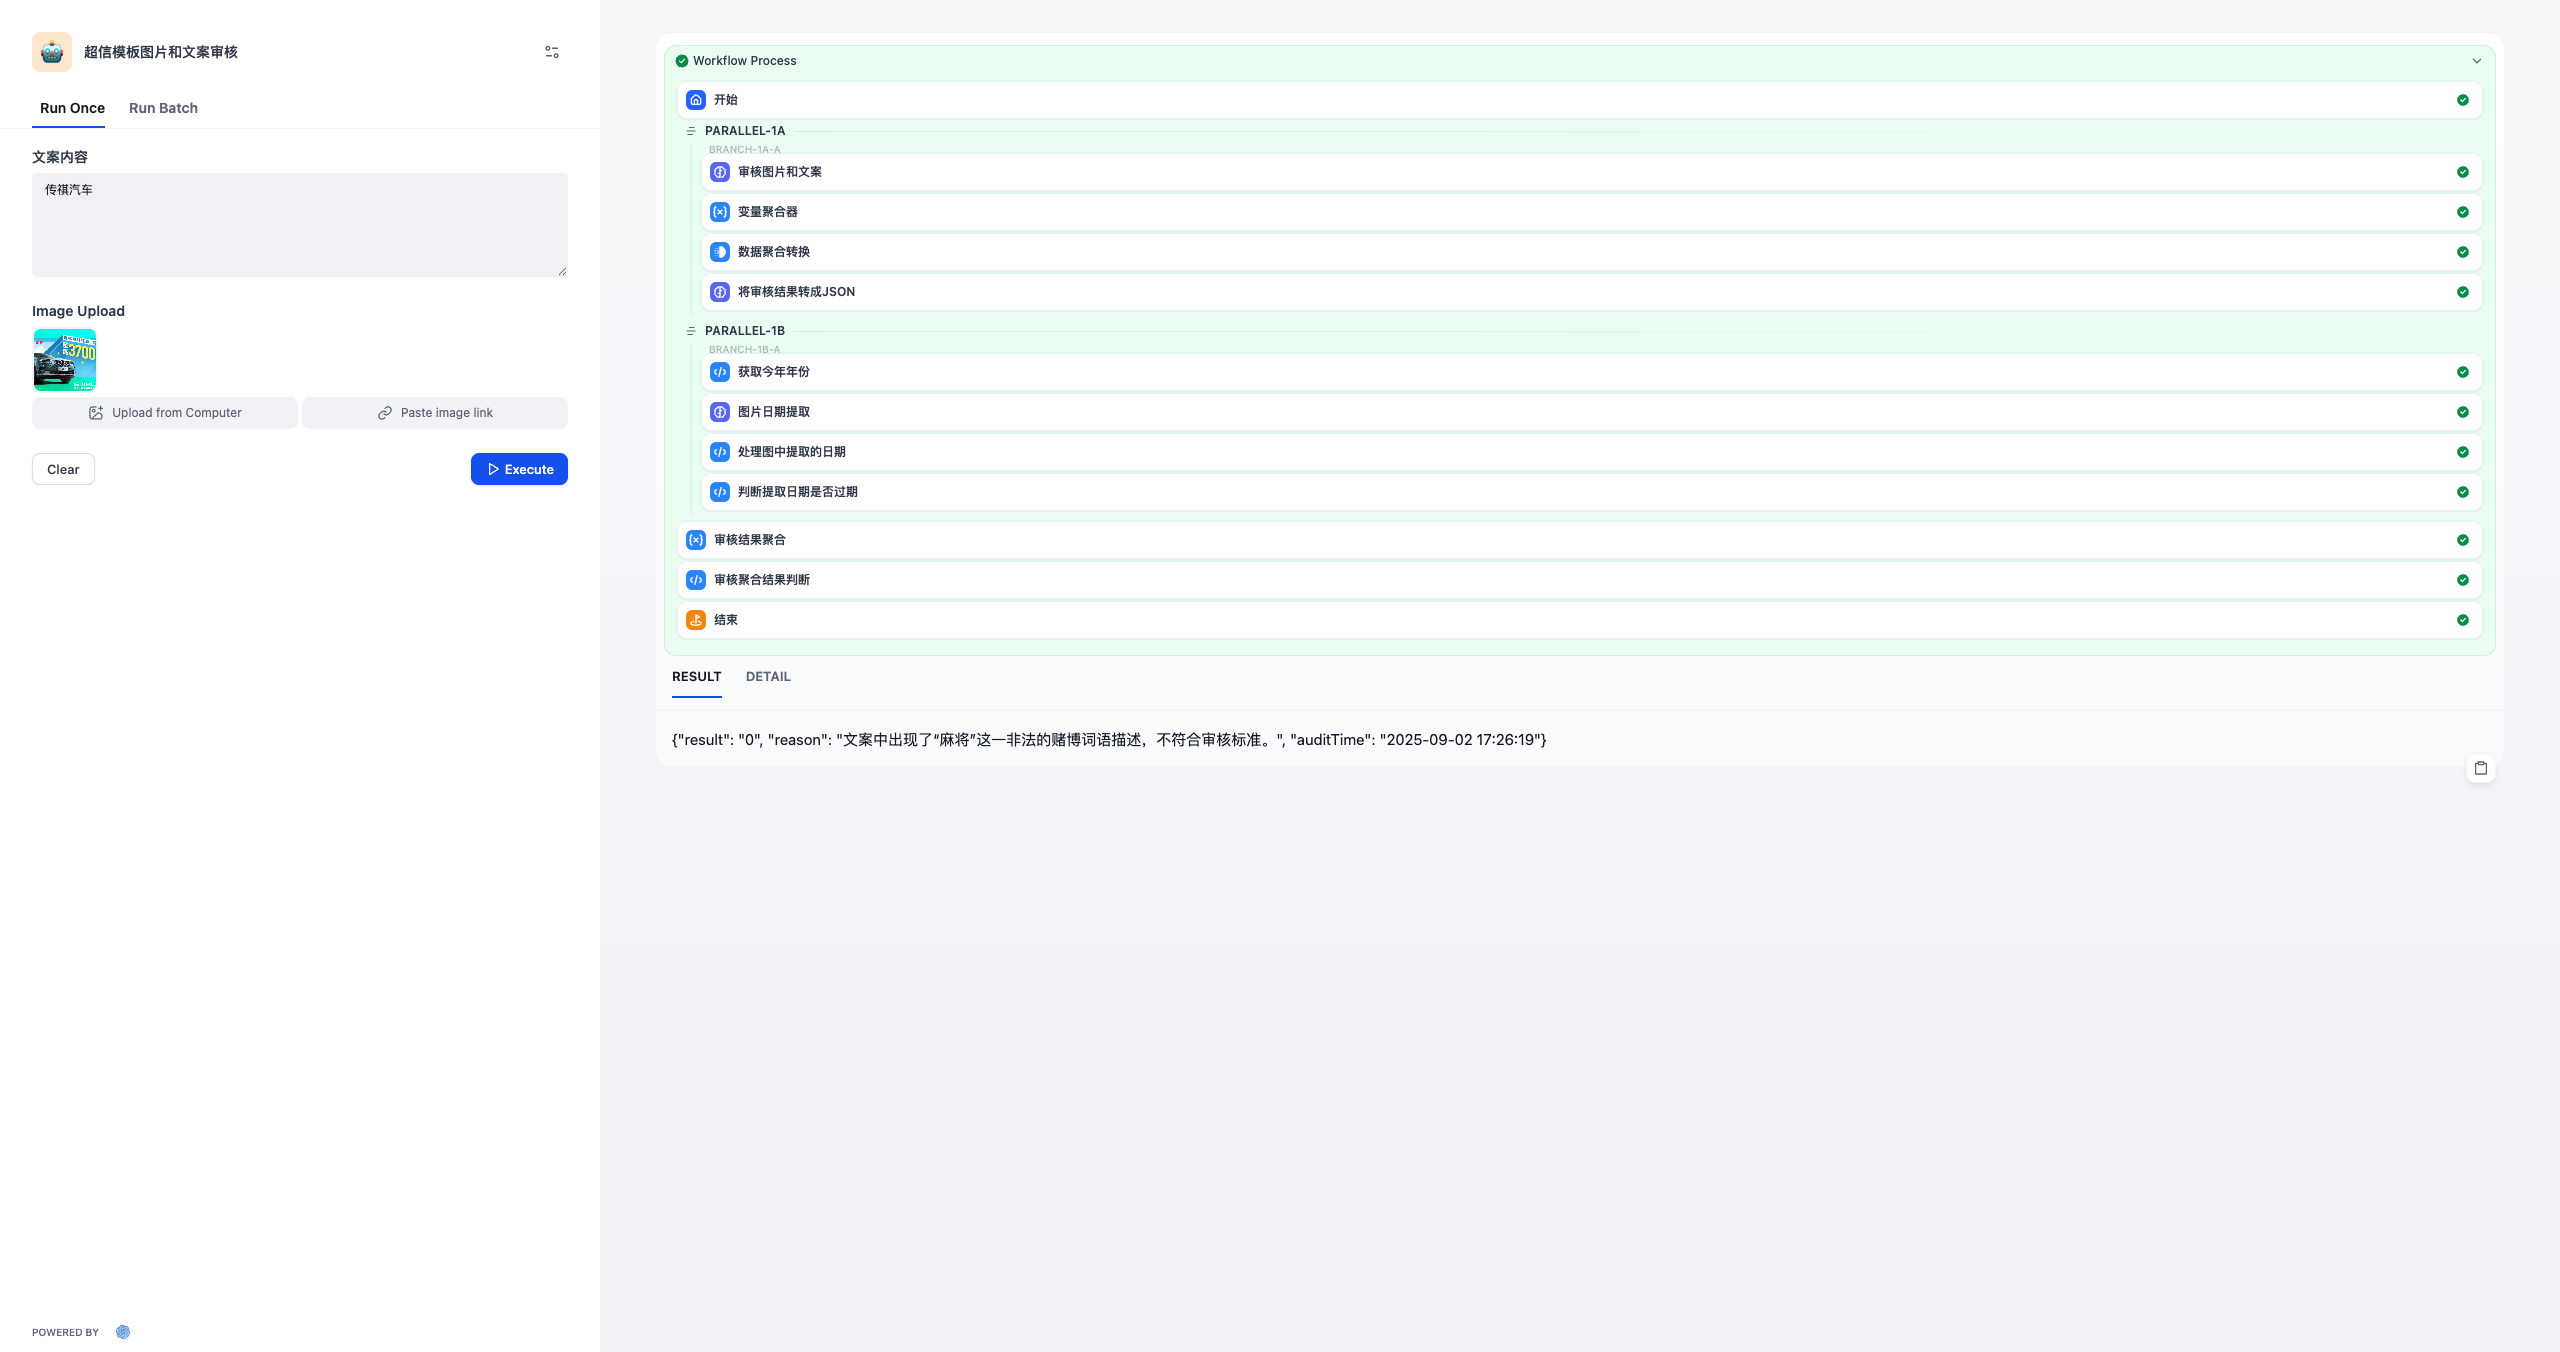 超信模板图片和文案审核
Run Once Run Batch
文案内容
传祺汽车
Image Upload
3700
Upload from Computer Paste image link
Clear Execute
POWERED BY
Workflow Process
开始
PARALLEL-1A
BRANCH-1A-A
审核图片和文案
变量聚合器
数据聚合转换
将审核结果转成JSON
PARALLEL-1B
BRANCH-1B-A
获取今年年份
图片日期提取
处理图中提取的日期
判断提取日期是否过期
审核结果聚合
审核聚合结果判断
结束
RESULT DETAIL
{"result": "0", "reason": "文案中出现了“麻将”这一非法的赌博词语描述，不符合审核标准。", "auditTime": "2025-09-02 17:26:19"}